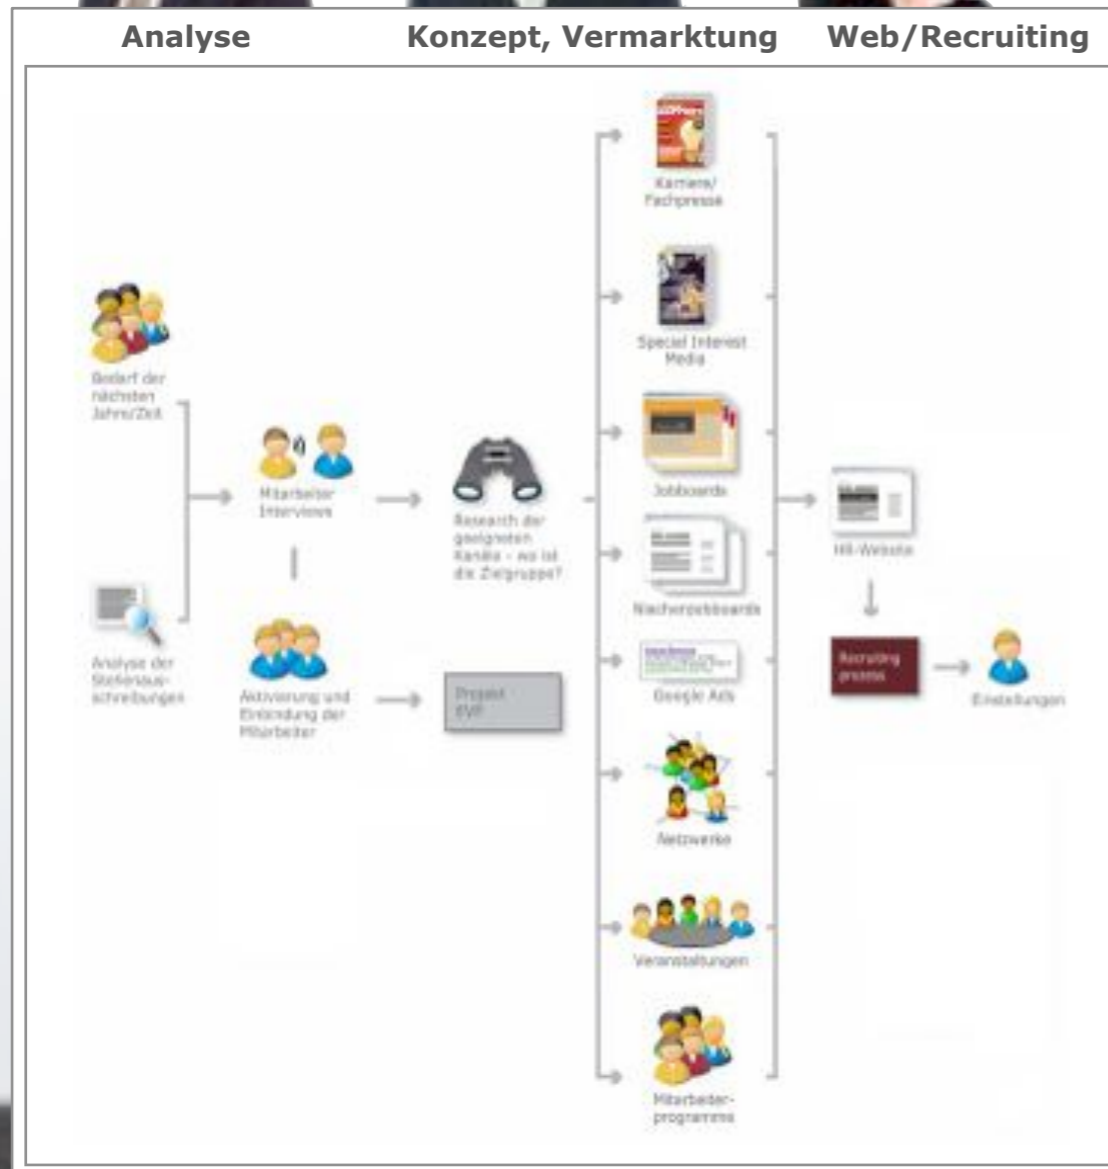 Analyse
Konzept, Vermarktung
Web/Recruiting
Bedarf der
nächsten
Jahre/Zeit
Analyse der
Stellenaus-
schreibungen
Mitarbeiter
Interviews
Aktivierung und
Einbindung der
Mitarbeiter
Research der
geeigneten
Kanäle - wo ist
die Zielgruppe?
Projekt
EVP
Karriere/
Fachpresse
Special Interest
Media
Jobboards
Nischenjobboards
Google Ads
Netzwerke
Veranstaltungen
Mitarbeiter-
programme
HR-Website
Recruiting
process
Einstellungen